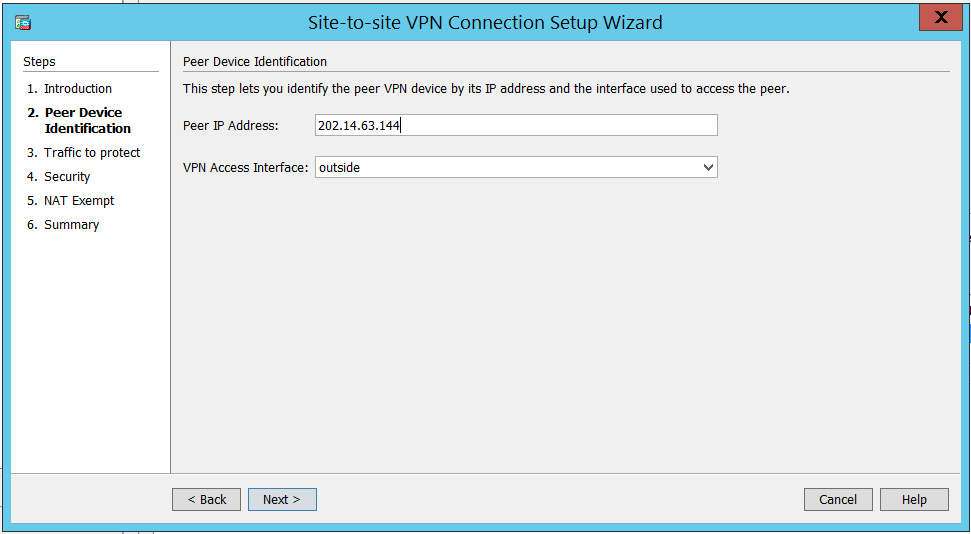 Site-to-site VPN Connection Setup Wizard
X
Steps
1. Introduction
2. Peer Device
Identification
3. Traffic to protect
4. Security
5. NAT Exempt
6. Summary
Peer Device Identification
This step lets you identify the peer VPN device by its IP address and the interface used to access the peer.
Peer IP Address: 202.14.63.144
VPN Access Interface: outside
< Back Next > Cancel Help